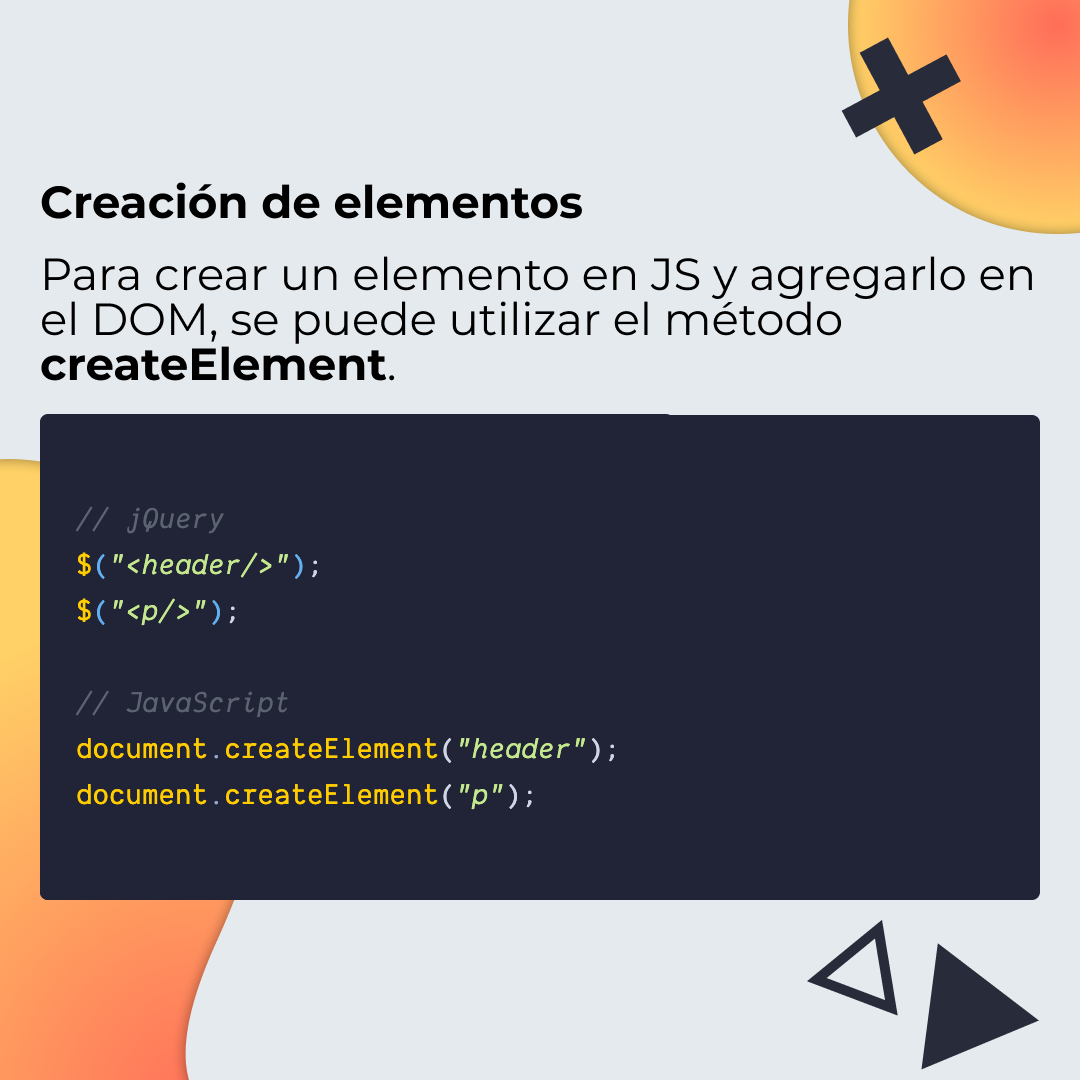 Creación de elementos
Para crear un elemento en JS y agregarlo en
el DOM, se puede utilizar el método
createElement.
// jQuery
$("<header/>");
$("<p/>");
// JavaScript
document.createElement("header");
document.createElement("p");